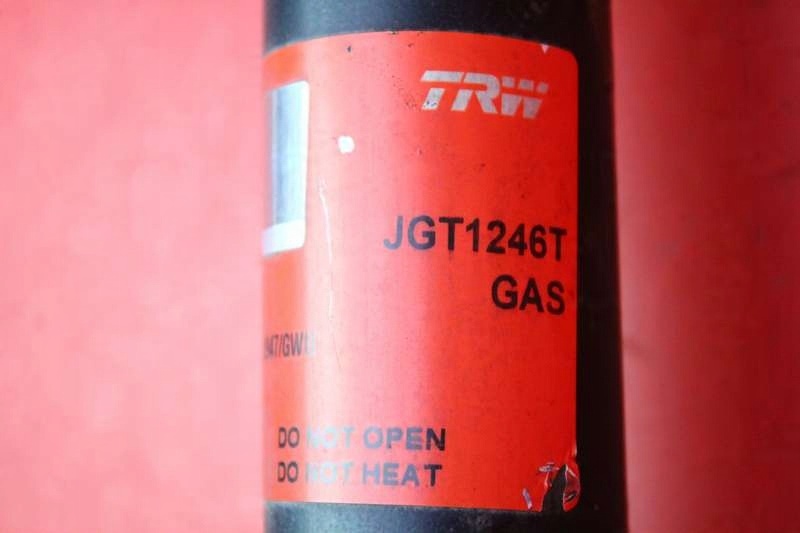 TRW
JGT1246T
GAS
DO NOT OPEN
DO NOT HEAT